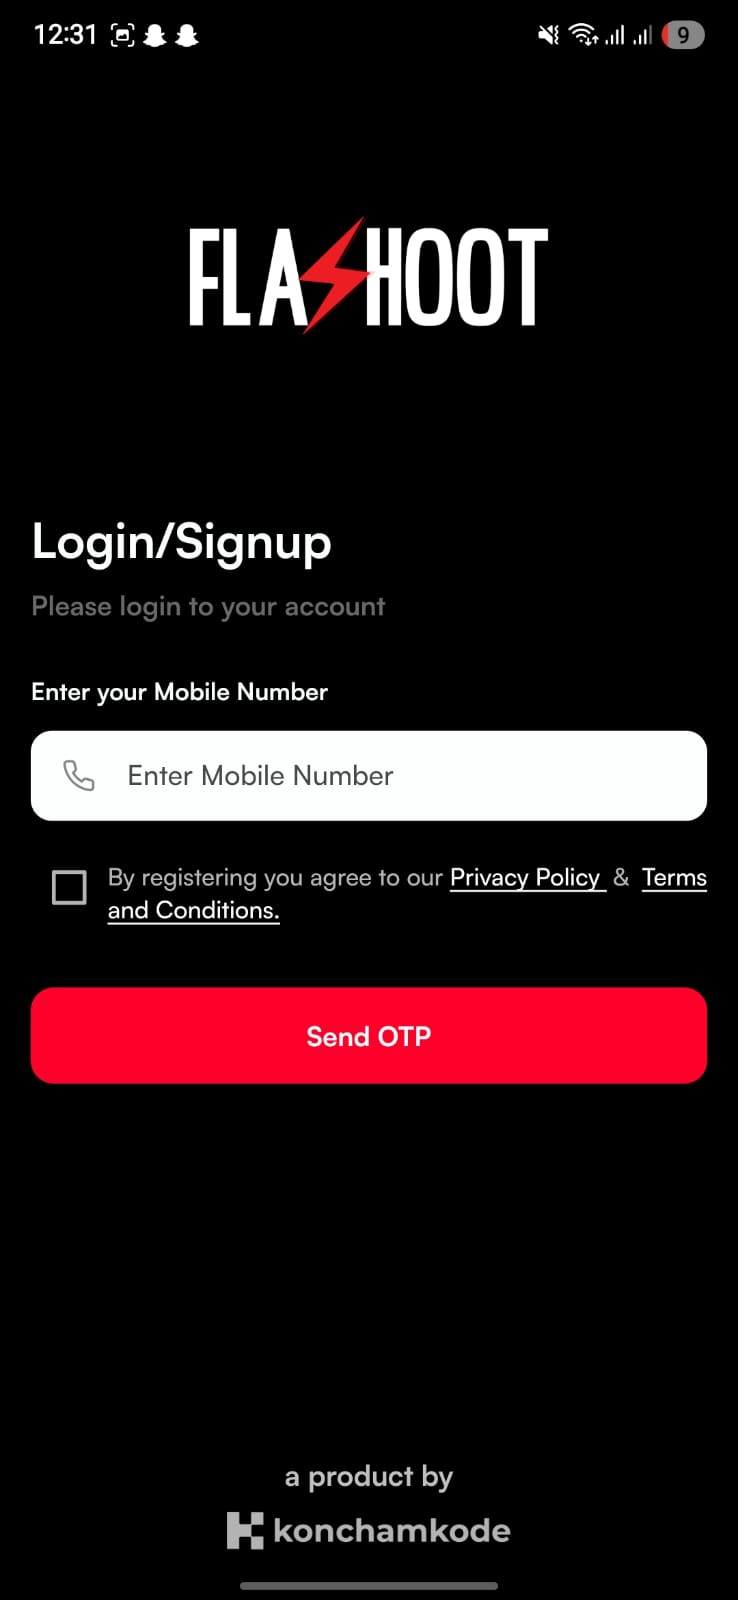 12:31
9
FLASHOOT
Login/Signup
Please login to your account
Enter your Mobile Number
Enter Mobile Number
By registering you agree to our Privacy Policy & Terms
and Conditions.
Send OTP
a product by
konchamkode